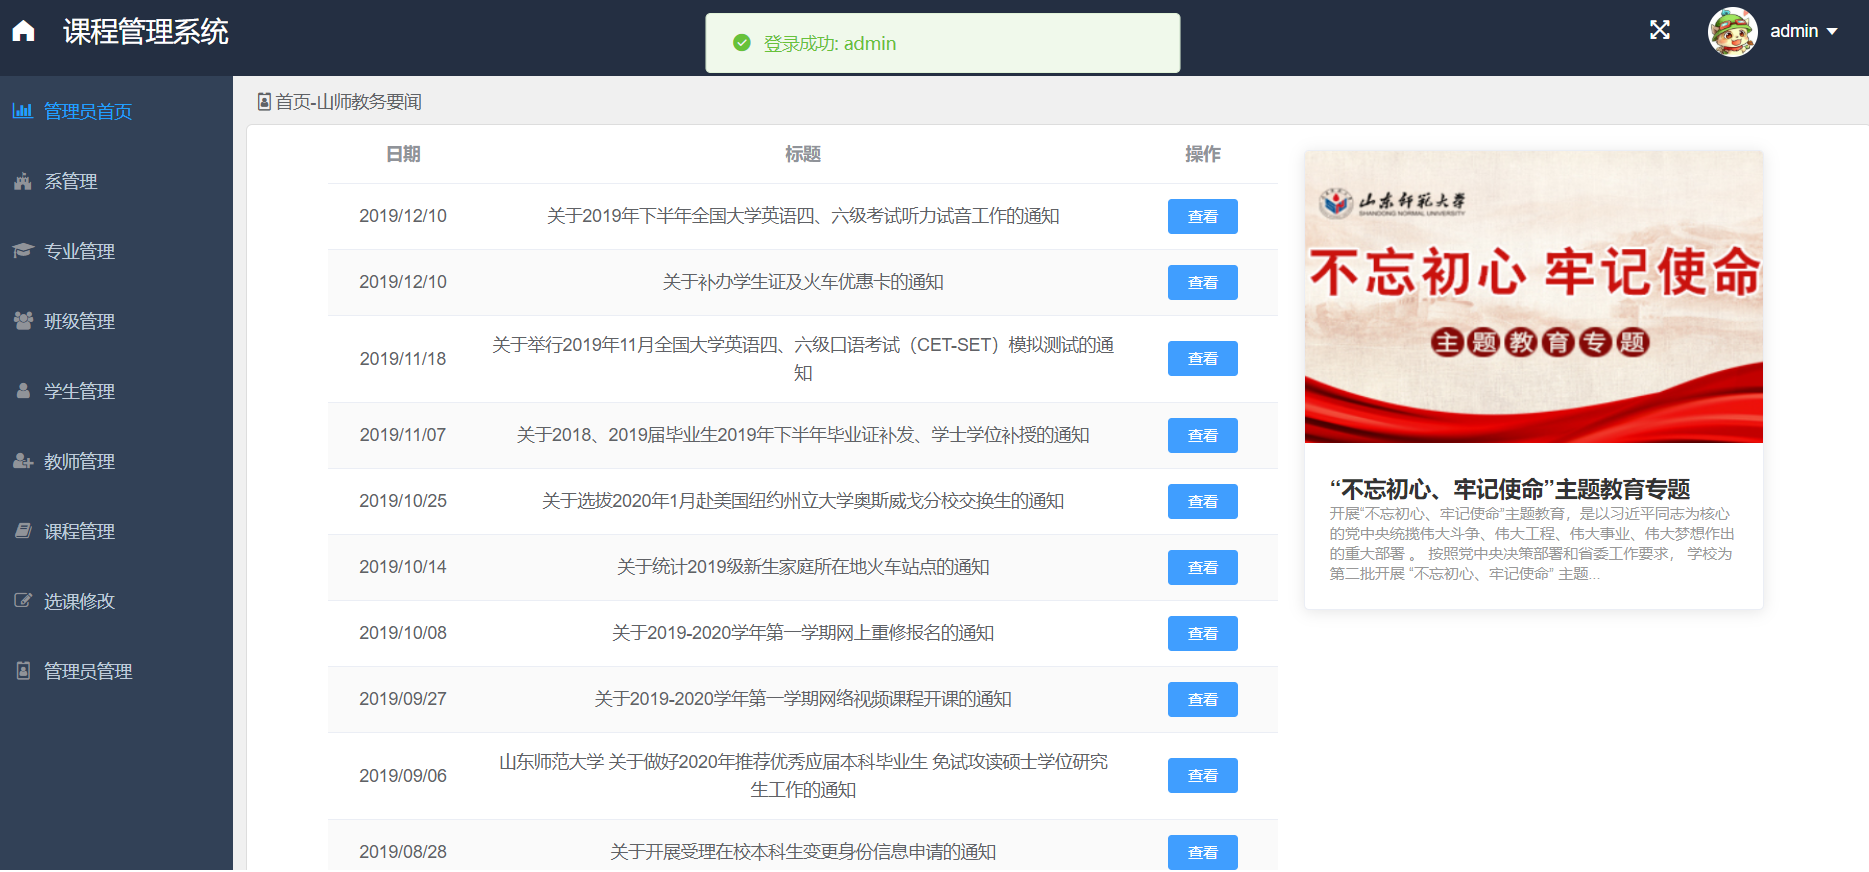 课程管理系统
登录成功: admin
admin
管理员首页
系管理
专业管理
班级管理
学生管理
教师管理
课程管理
选课修改
管理员管理
首页-山师教务要闻
日期 标题 操作
2019/12/10 关于2019年下半年全国大学英语四、六级考试听力试音工作的通知 查看
2019/12/10 关于补办学生证及火车优惠卡的通知 查看
2019/11/18 关于举行2019年11月全国大学英语四、六级口语考试（CET-SET）模拟测试的通
知 查看
2019/11/07 关于2018、2019届毕业生2019年下半年毕业证补发、学士学位补授的通知 查看
2019/10/25 关于选拔2020年1月赴美国纽约州立大学奥斯威戈分校交换生的通知 查看
2019/10/14 关于统计2019级新生家庭所在地火车站点的通知 查看
2019/10/08 关于2019-2020学年第一学期网上重修报名的通知 查看
2019/09/27 关于2019-2020学年第一学期网络视频课程开课的通知 查看
2019/09/06 山东师范大学 关于做好2020年推荐优秀应届本科毕业生 免试攻读硕士学位研究
生工作的通知 查看
2019/08/28 关于开展受理在校本科生变更身份信息申请的通知 查看
山东师范大学
SHANDONG NORMAL UNIVERSITY
不忘初心 牢记使命
主题教育专题
“不忘初心、牢记使命”主题教育专题
开展“不忘初心、牢记使命”主题教育，是以习近平同志为核心
的党中央统揽伟大斗争、伟大工程、伟大事业、伟大梦想作出
的重大部署 。 按照党中央决策部署和省委工作要求， 学校为
第二批开展 “不忘初心、牢记使命” 主题...